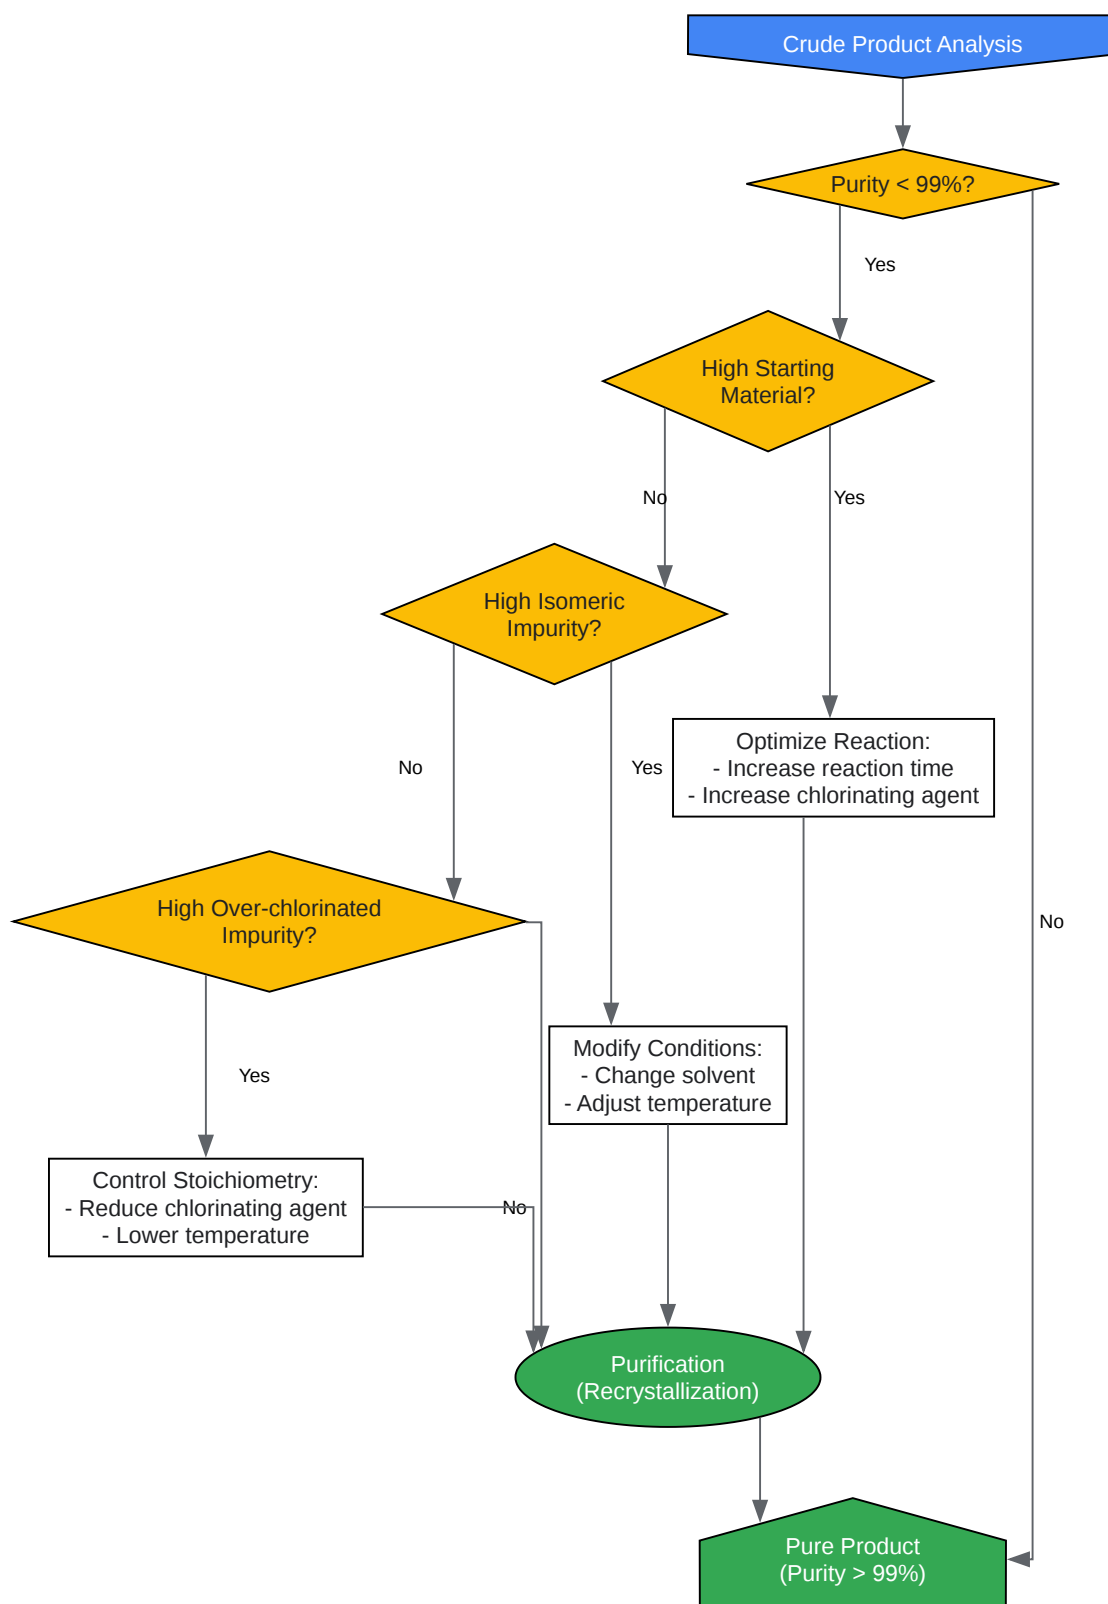 Crude Product Analysis
Purity < 99%?
Yes
High Starting
Material?
No
Yes
High Isomeric
Impurity?
Optimize Reaction:
- Increase reaction time
- Increase chlorinating agent
No
Yes
High Over-chlorinated
Impurity?
No
Modify Conditions:
- Change solvent
- Adjust temperature
Yes
Control Stoichiometry:
- Reduce chlorinating agent
- Lower temperature
No
Purification
(Recrystallization)
Pure Product
(Purity > 99%)